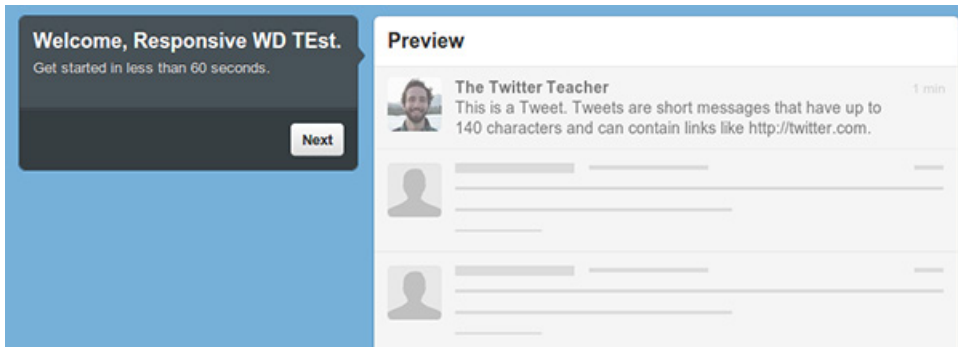 Welcome, Responsive WD TEst.
Get started in less than 60 seconds.
Next
Preview
The Twitter Teacher
1 min
This is a Tweet. Tweets are short messages that have up to
140 characters and can contain links like http://twitter.com.